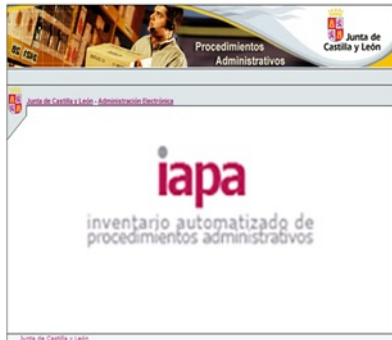 Procedimientos
Administrativos
Junta de
Castilla y León
Junta de Castilla y León - Administración Electrónica
iapa
inventario automatizado de
procedimientos administrativos
Junta de Castilla y León